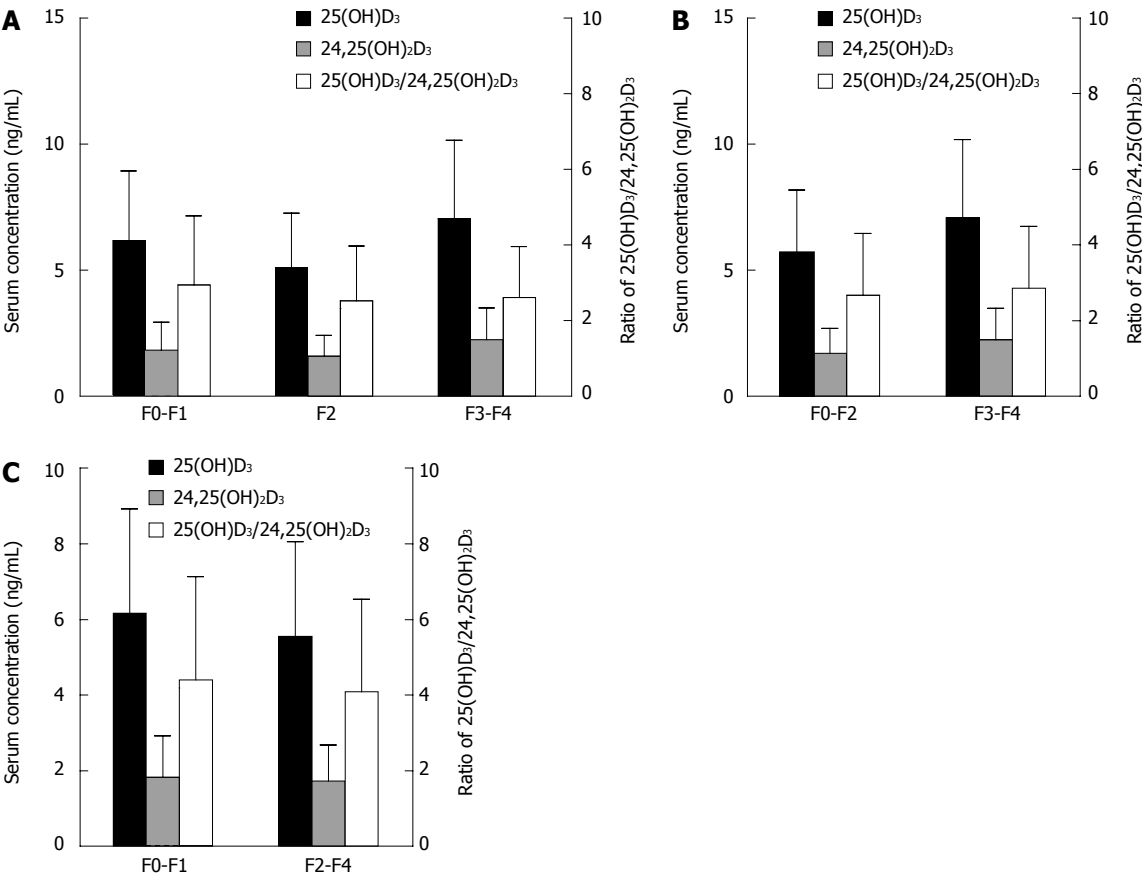 A
25(OH)D₃
24,25(OH)₂D₃
25(OH)D₃/24,25(OH)₂D₃
Serum concentration (ng/mL)
15
10
5
0
Ratio of 25(OH)D₃/24,25(OH)₂D₃
10
8
6
4
2
0
F0-F1
F2
F3-F4
B
25(OH)D₃
24,25(OH)₂D₃
25(OH)D₃/24,25(OH)₂D₃
Serum concentration (ng/mL)
15
10
5
0
Ratio of 25(OH)D₃/24,25(OH)₂D₃
10
8
6
4
2
0
F0-F2
F3-F4
C
25(OH)D₃
24,25(OH)₂D₃
25(OH)D₃/24,25(OH)₂D₃
Serum concentration (ng/mL)
10
8
6
4
2
0
Ratio of 25(OH)D₃/24,25(OH)₂D₃
10
8
6
4
2
0
F0-F1
F2-F4